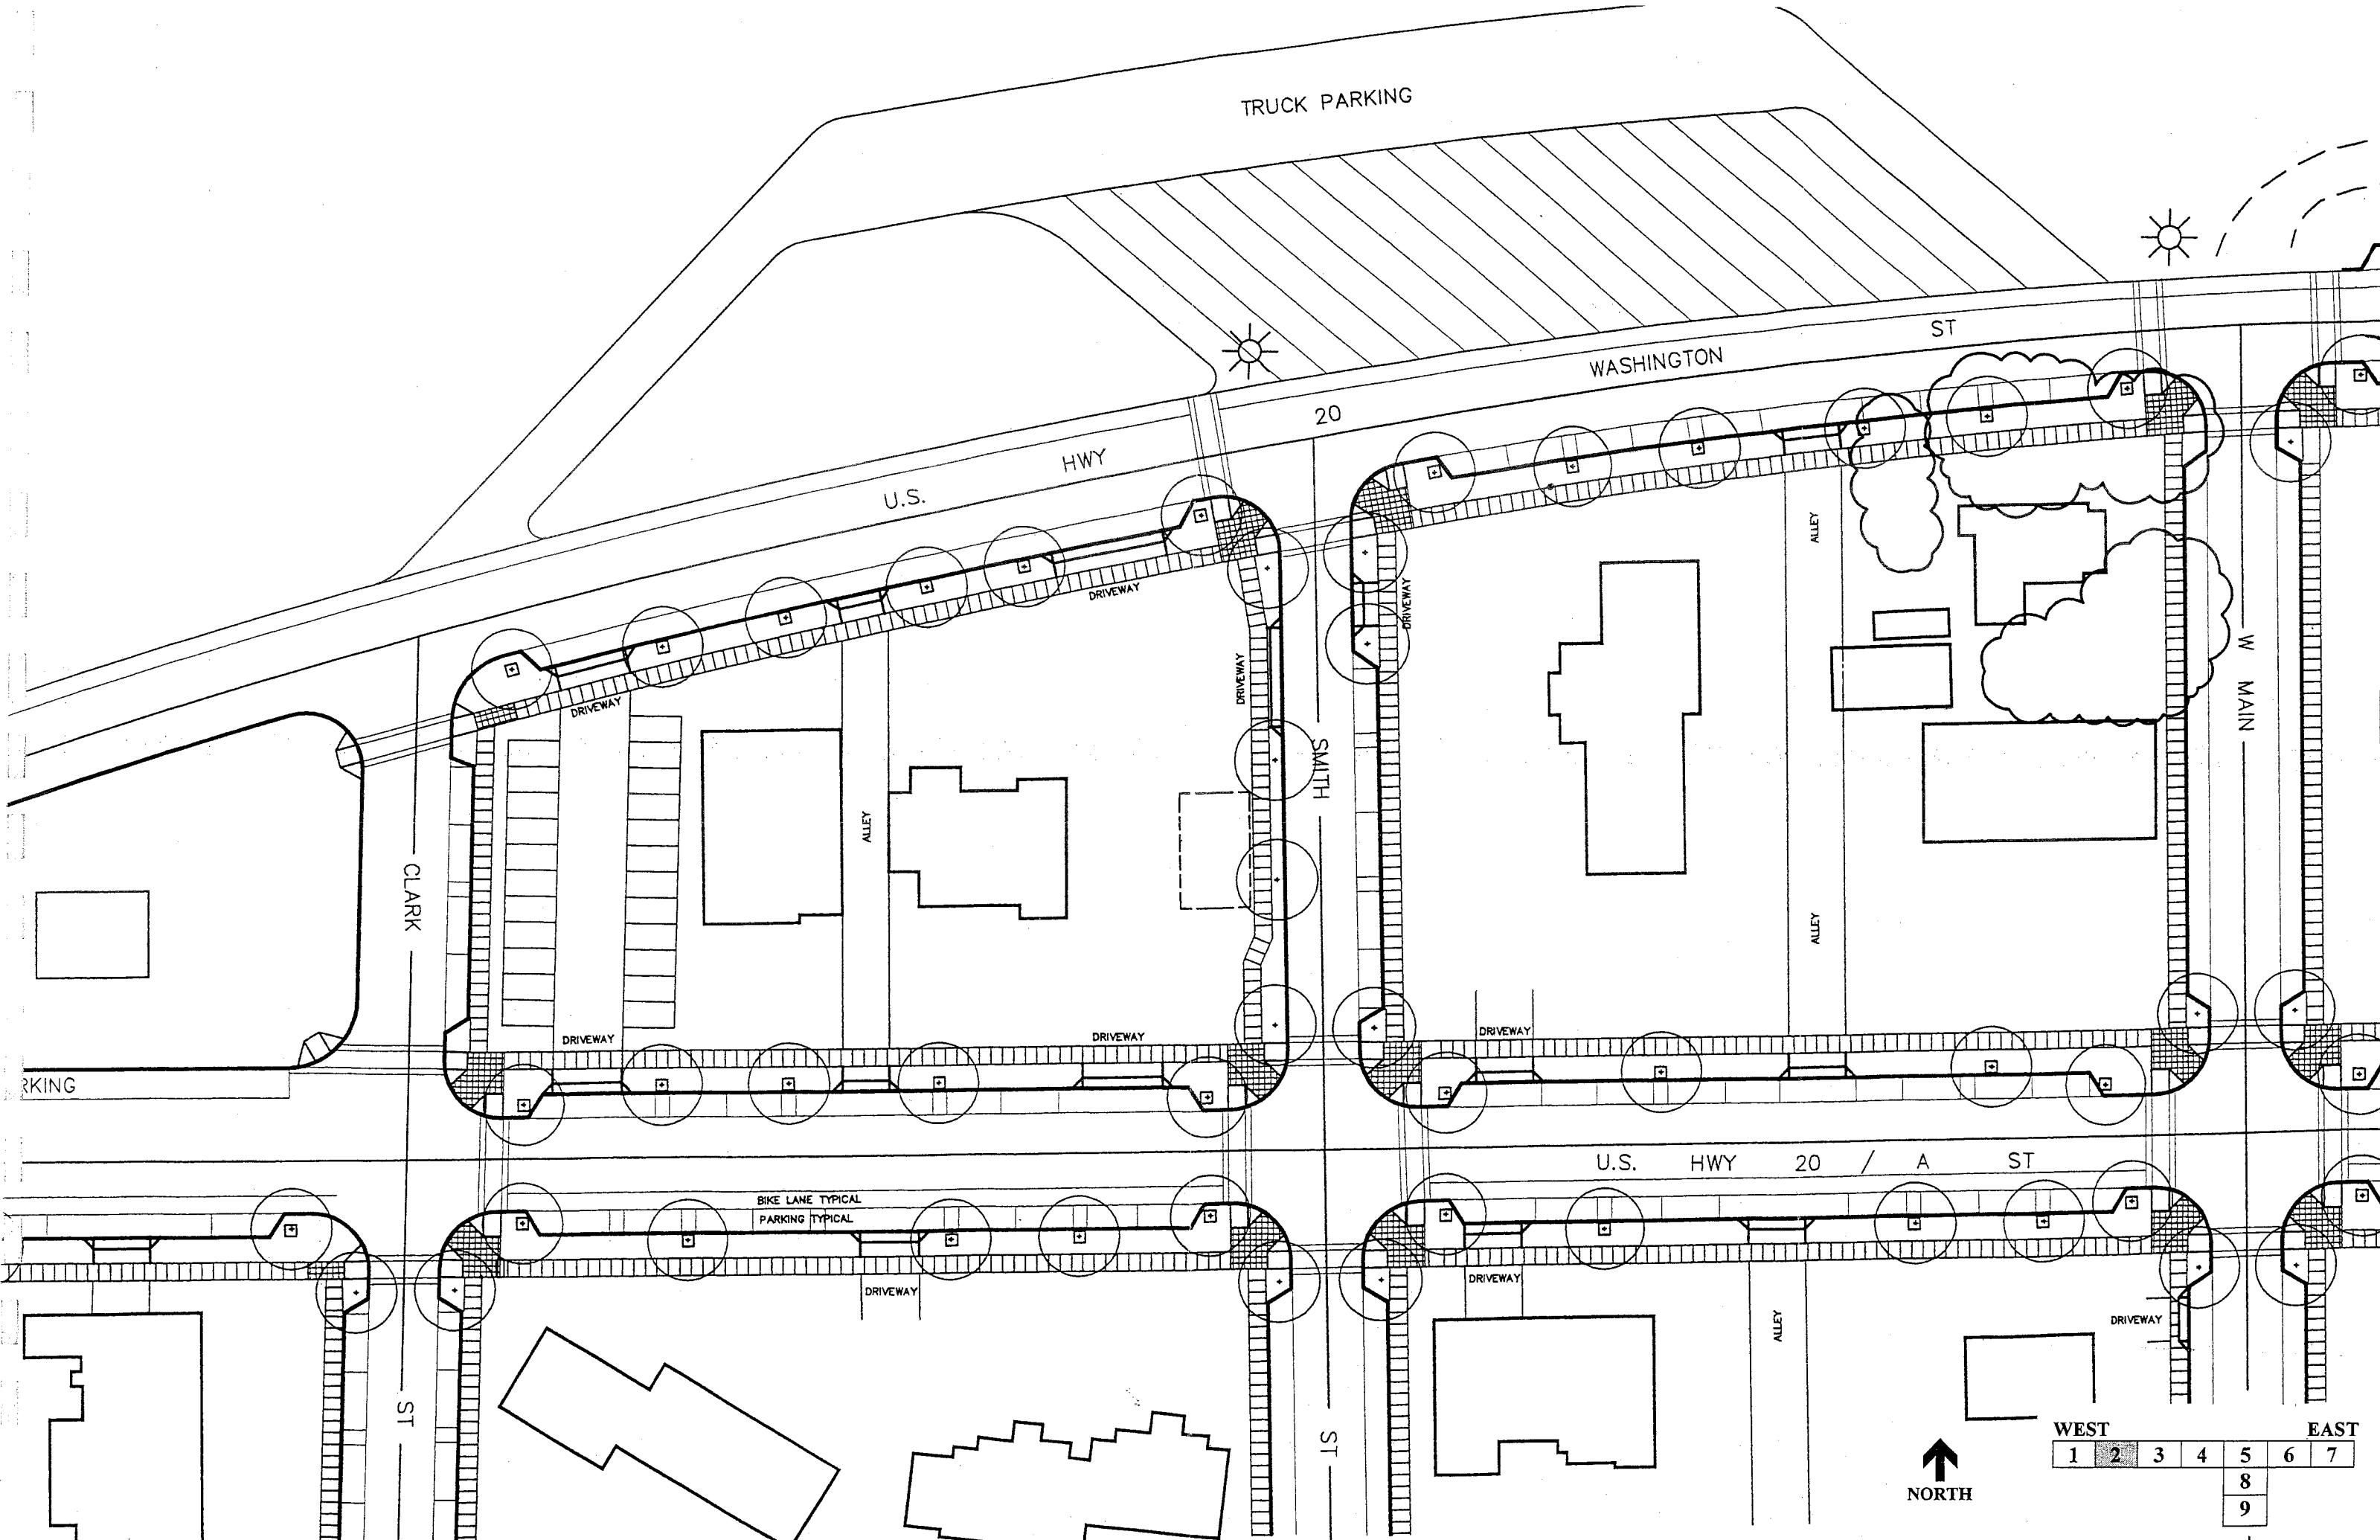 TRUCK PARKING
ST
WASHINGTON
20
HWY
U.S.
ALLEY
DRIVEWAY
DRIVEWAY
DRIVEWAY
DRIVEWAY
W MAIN
SMITH
ALLEY
CLARK
ALLEY
DRIVEWAY
DRIVEWAY
DRIVEWAY
RKING
U.S. HWY 20 / A ST
BIKE LANE TYPICAL
PARKING TYPICAL
DRIVEWAY
DRIVEWAY
ALLEY
DRIVEWAY
ST
ST
WEST EAST
1 2 3 4 5 6 7
8
9
NORTH